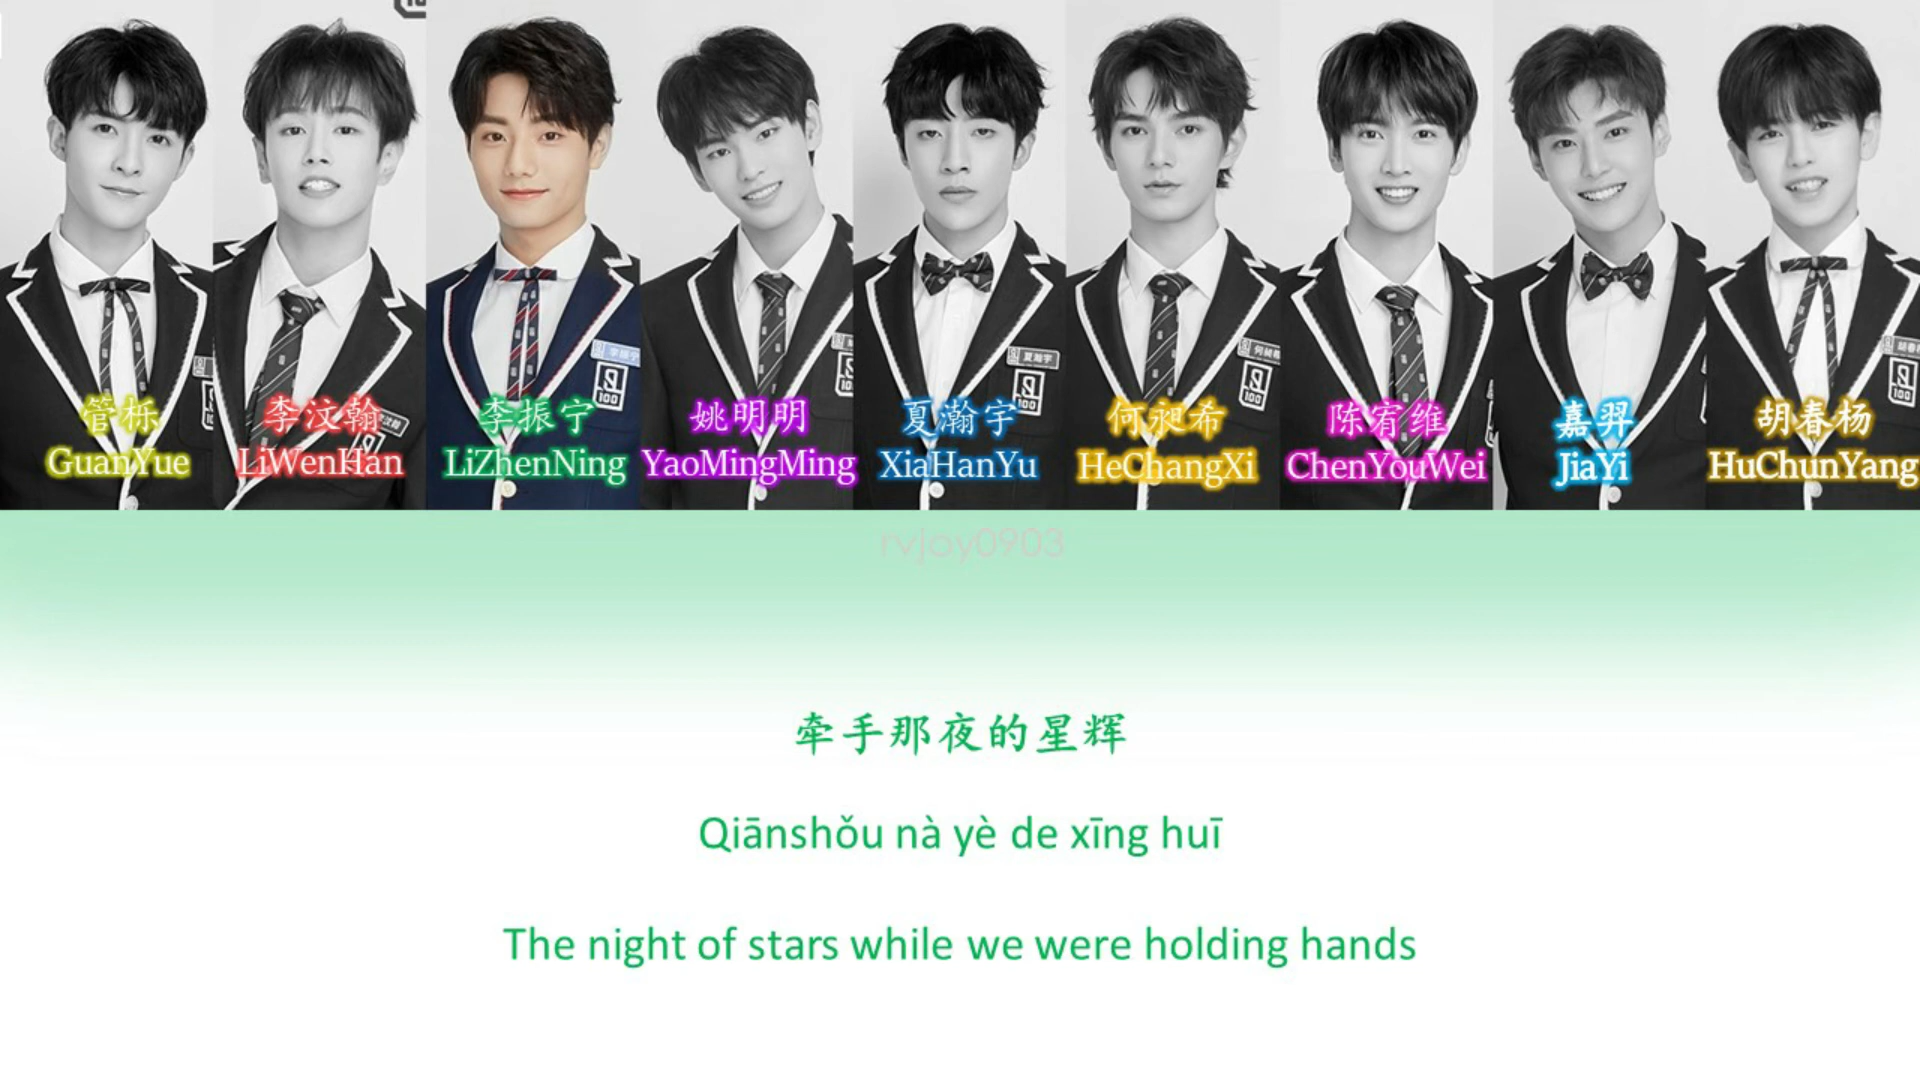 管栎 李汶翰 李振宁 姚明明 夏瀚宇 何昶希 陈宥维 嘉羿 胡春杨
GuanYue LiWenHan LiZhenNing YaoMingMing XiaHanYu HeChangXi ChenYouWei JiaYi HuChunYang
rvjoy0903
牵手那夜的星辉
Qiānshǒu nà yè de xīng huī
The night of stars while we were holding hands